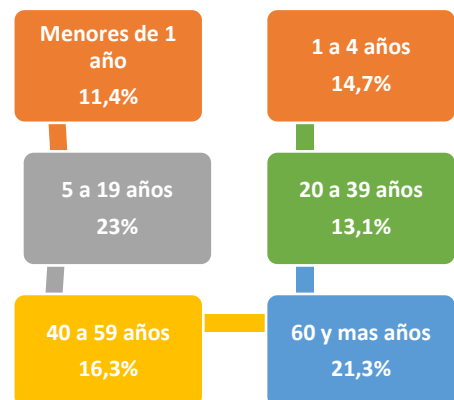 Menores de 1
año
11,4%
1 a 4 años
14,7%
5 a 19 años
23%
20 a 39 años
13,1%
40 a 59 años
16,3%
60 y mas años
21,3%